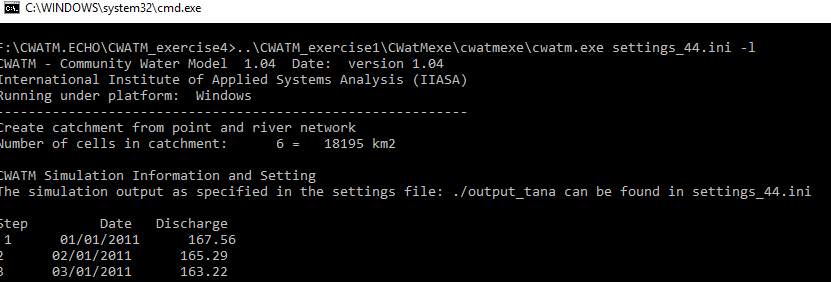 C:\WINDOWS\system32\cmd.exe
F:\CWATM.ECHO\CWATM_exercise4>..\CWATM_exercise1\CWatMexe\cwatmexe\cwatm.exe settings_44.ini -l
CWATM - Community Water Model  1.04  Date:  version 1.04
International Institute of Applied Systems Analysis (IIASA)
Running under platform:  Windows
-----------------------------------------------------------
Create catchment from point and river network
Number of cells in catchment:      6 =   18195 km2
CWATM Simulation Information and Setting
The simulation output as specified in the settings file: ./output_tana can be found in settings_44.ini
Step         Date   Discharge
1      01/01/2011      167.56
2      02/01/2011      165.29
3      03/01/2011      163.22